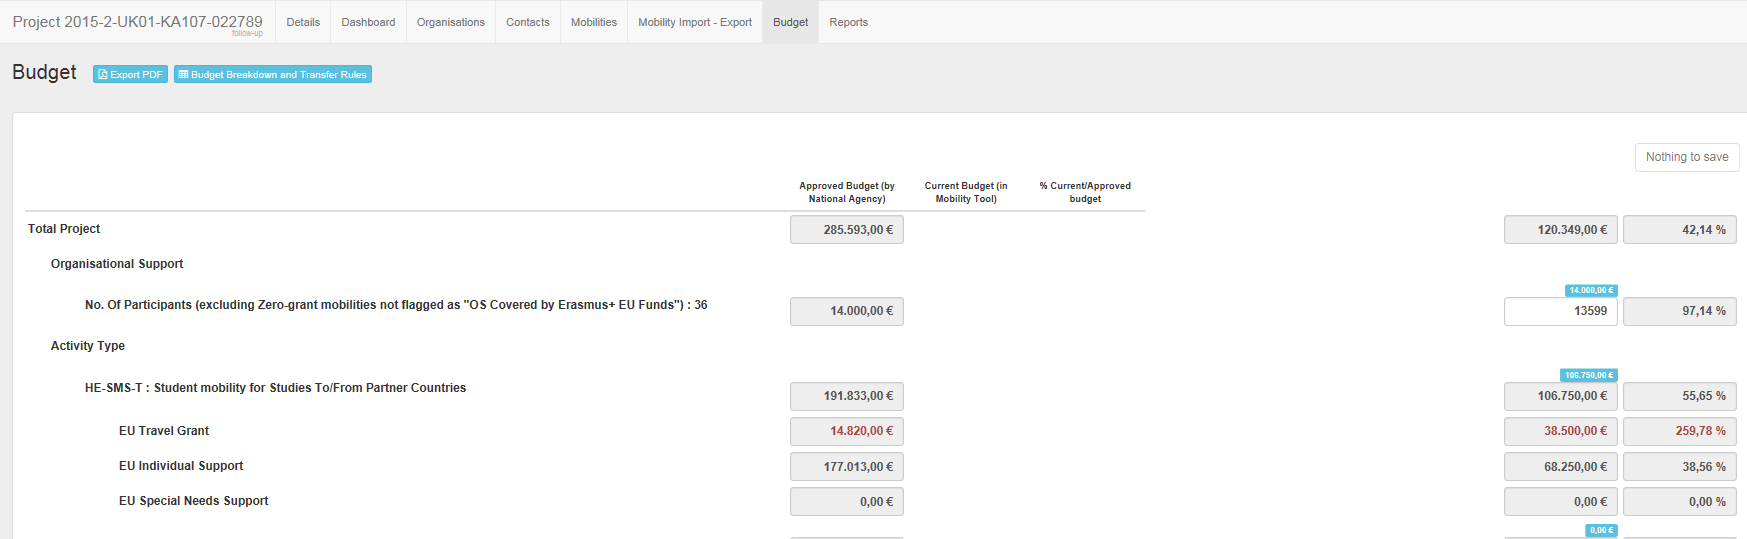 Project 2015-2-UK01-KA107-022789 Details Dashboard Organisations Contacts Mobilities Mobility Import - Export Budget Reports
follow-up
Budget Export PDF Budget Breakdown and Transfer Rules
Nothing to save
Approved Budget (by National Agency) Current Budget (in Mobility Tool) % Current/Approved budget
Total Project 285.593,00 € 120.349,00 € 42,14 %
Organisational Support
14.000,00 €
No. Of Participants (excluding Zero-grant mobilities not flagged as "OS Covered by Erasmus+ EU Funds") : 36 14.000,00 € 13599 97,14 %
Activity Type
106.750,00 €
HE-SMS-T : Student mobility for Studies To/From Partner Countries 191.833,00 € 106.750,00 € 55,65 %
EU Travel Grant 14.820,00 € 38.500,00 € 259,78 %
EU Individual Support 177.013,00 € 68.250,00 € 38,56 %
EU Special Needs Support 0,00 € 0,00 € 0,00 %
0,00 €